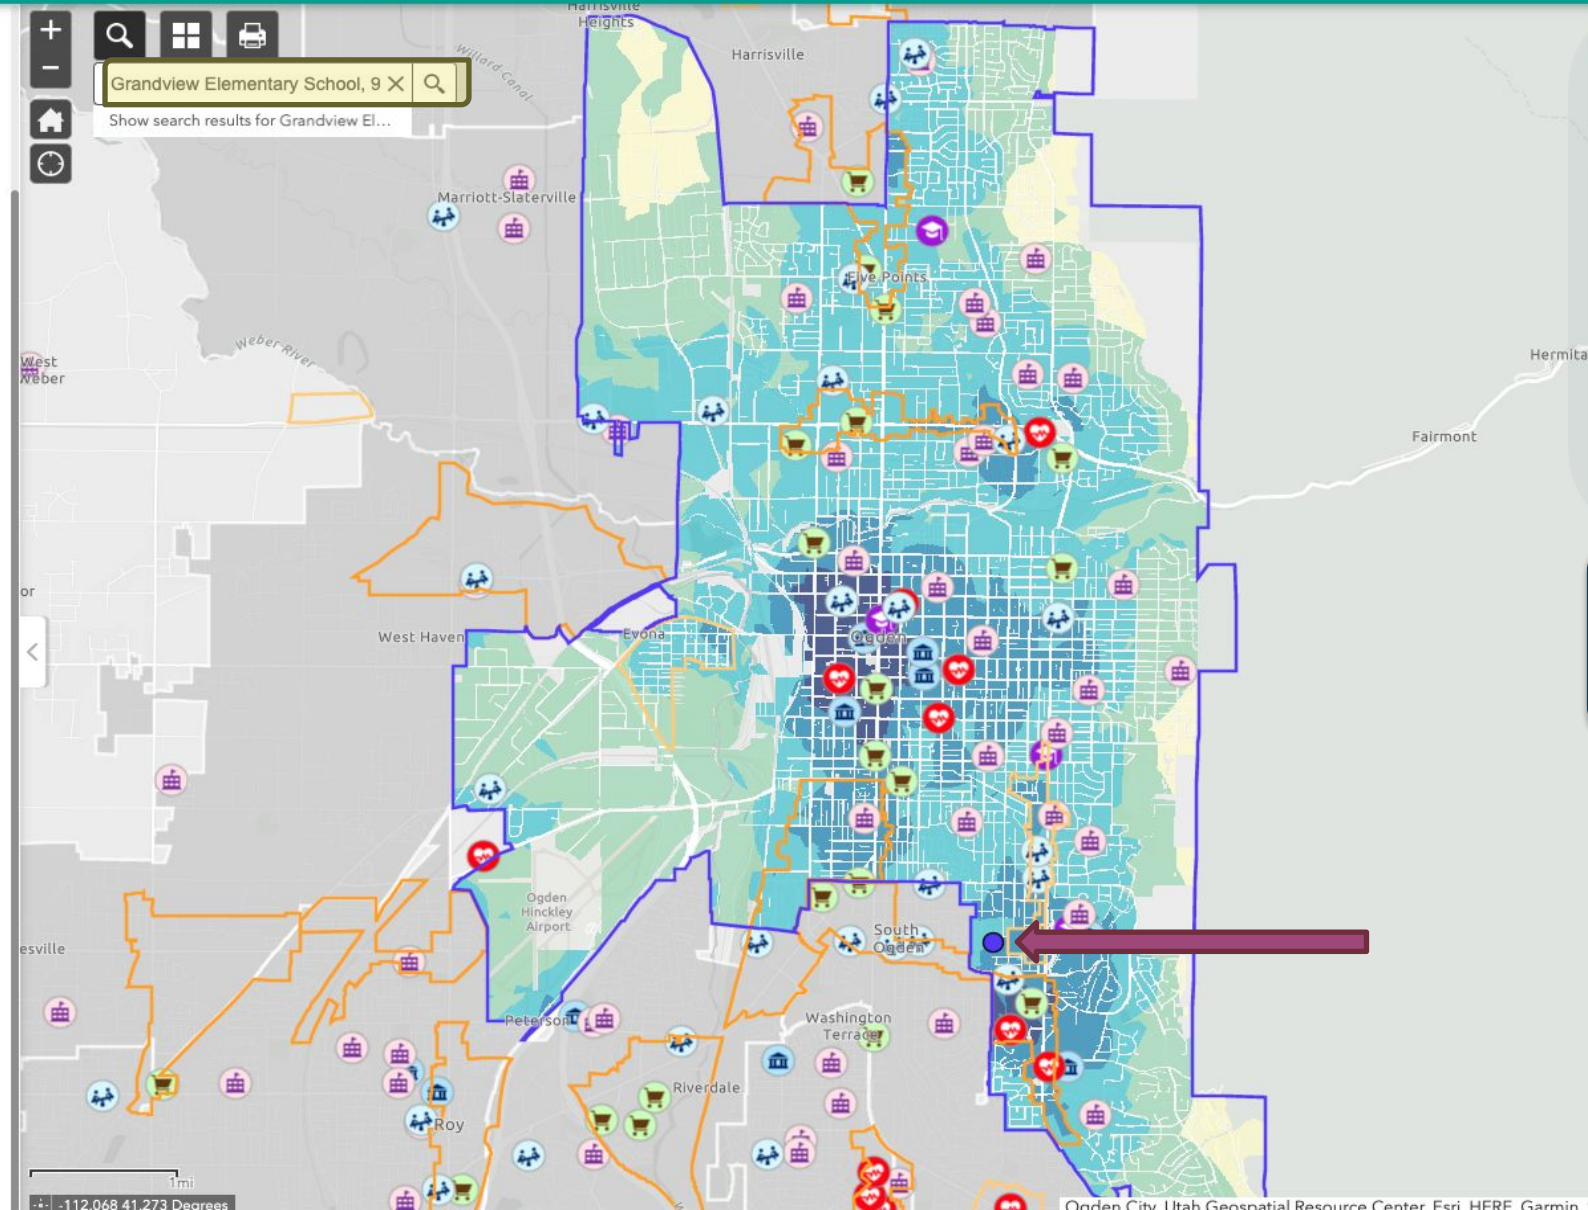 Harrisville
Heights
Harrisville
Willard Canal
Grandview Elementary School, 9
Show search results for Grandview El...
Marriott-Slaterville
Five Points
Weber River
West
Weber
Hermita
Fairmont
or
West Haven
Evona
Ogden
Ogden
Hinckley
Airport
esville
South
Ogden
Peterson
Washington
Terrace
Riverdale
Roy
1mi
-112.068 41.273 Degrees
Ogden City, Utah Geospatial Resource Center, Esri, HERE, Garmin,